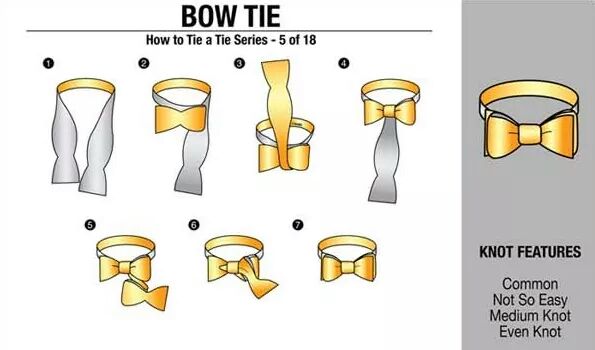 BOW TIE
How to Tie a Tie Series - 5 of 18
1
2
3
4
5
6
7
KNOT FEATURES
Common
Not So Easy
Medium Knot
Even Knot